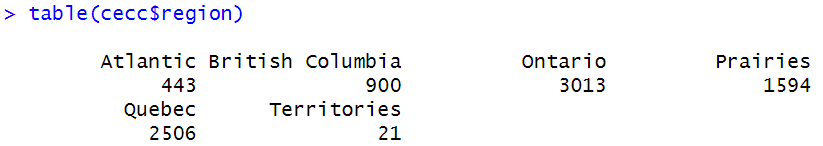 > table(cecc$region)
Atlantic British Columbia Ontario Prairies
443 900 3013 1594
Quebec Territories
2506 21